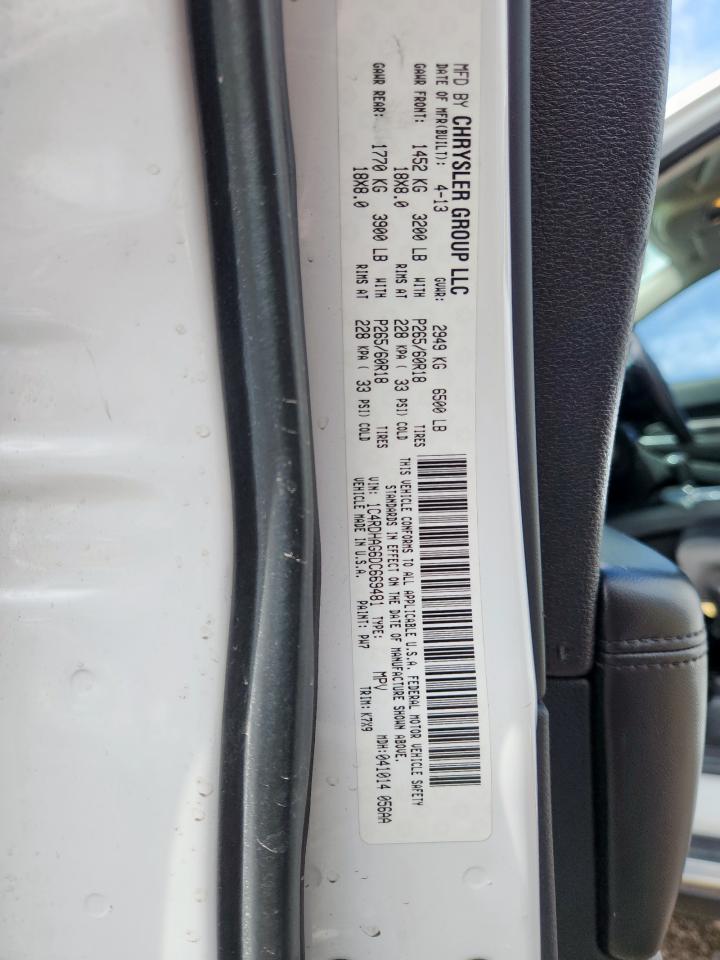 MFD BY CHRYSLER GROUP LLC
DATE OF MFR(BUILT): 4-13 GVWR: 2949 KG 6500 LB
GAWR FRONT: 1452 KG 3200 LB WITH P265/60R18 TIRES
18X8.0 RIMS AT 228 KPA ( 33 PSI) COLD
GAWR REAR: 1770 KG 3900 LB WITH P265/60R18 TIRES
18X8.0 RIMS AT 228 KPA ( 33 PSI) COLD
THIS VEHICLE CONFORMS TO ALL APPLICABLE U.S.A. FEDERAL MOTOR VEHICLE SAFETY
STANDARDS IN EFFECT ON THE DATE OF MANUFACTURE SHOWN ABOVE.
VIN: 1C4RDHAG6DC669481 TYPE: MPV MDH:041014 056AA
VEHICLE MADE IN U.S.A. PAINT: PW7 TRIM: K7X9